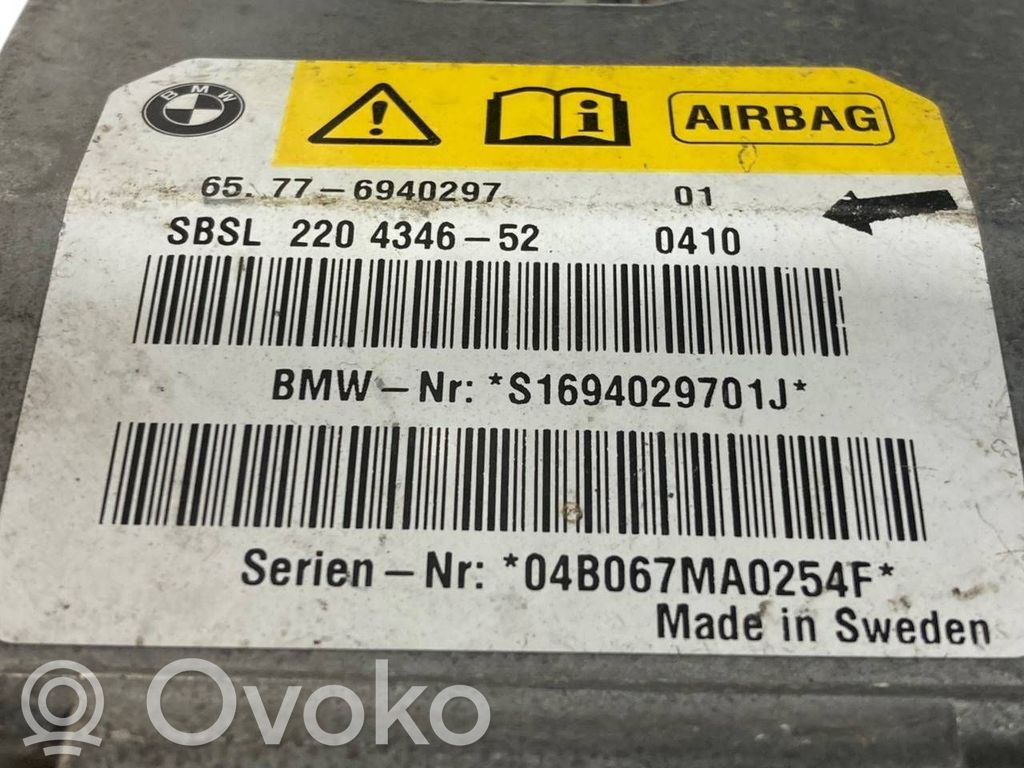 BMW
AIRBAG
65. 77-6940297 01
SBSL 220 4346-52 0410
BMW-Nr: *S1694029701J*
Serien-Nr: *04B067MA0254F*
Made in Sweden
Ovoko